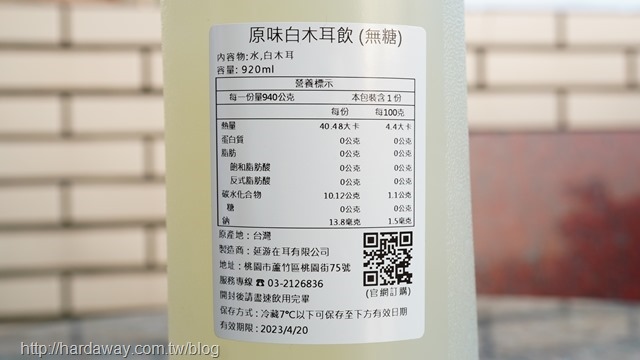 原味白木耳飲 (無糖)
內容物:水,白木耳
容量: 920ml
營養標示
每一份量940公克 本包裝含1份
每份 每100克
熱量 40.48大卡 4.4大卡
蛋白質 0公克 0公克
脂肪 0公克 0公克
飽和脂肪酸 0公克 0公克
反式脂肪酸 0公克 0公克
碳水化合物 10.12公克 1.1公克
糖 0公克 0公克
鈉 13.8毫克 1.5毫克
原產地：台灣
製造商：延游在耳有限公司
地址：桃園市蘆竹區桃園街75號
服務專線 ☎ 03-2126836
(官網訂購)
開封後請盡速飲用完畢
保存方式：冷藏7℃以下可保存至下方有效日期
有效期限：2023/4/20
http://hardaway.com.tw/blog